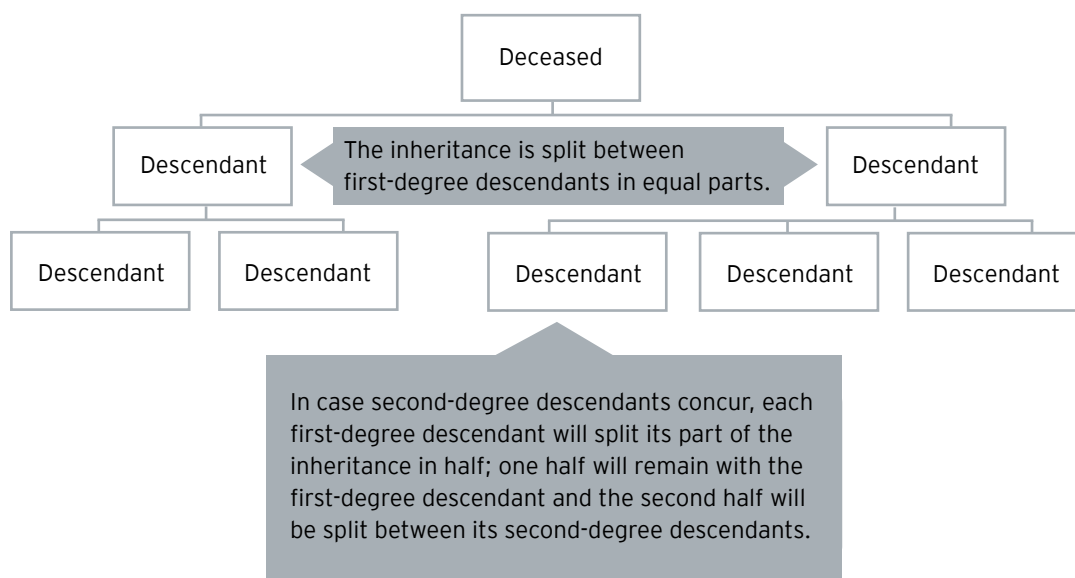 Deceased
Descendant
The inheritance is split between
first-degree descendants in equal parts.
Descendant
Descendant
Descendant
Descendant
Descendant
Descendant
In case second-degree descendants concur, each
first-degree descendant will split its part of the
inheritance in half; one half will remain with the
first-degree descendant and the second half will
be split between its second-degree descendants.